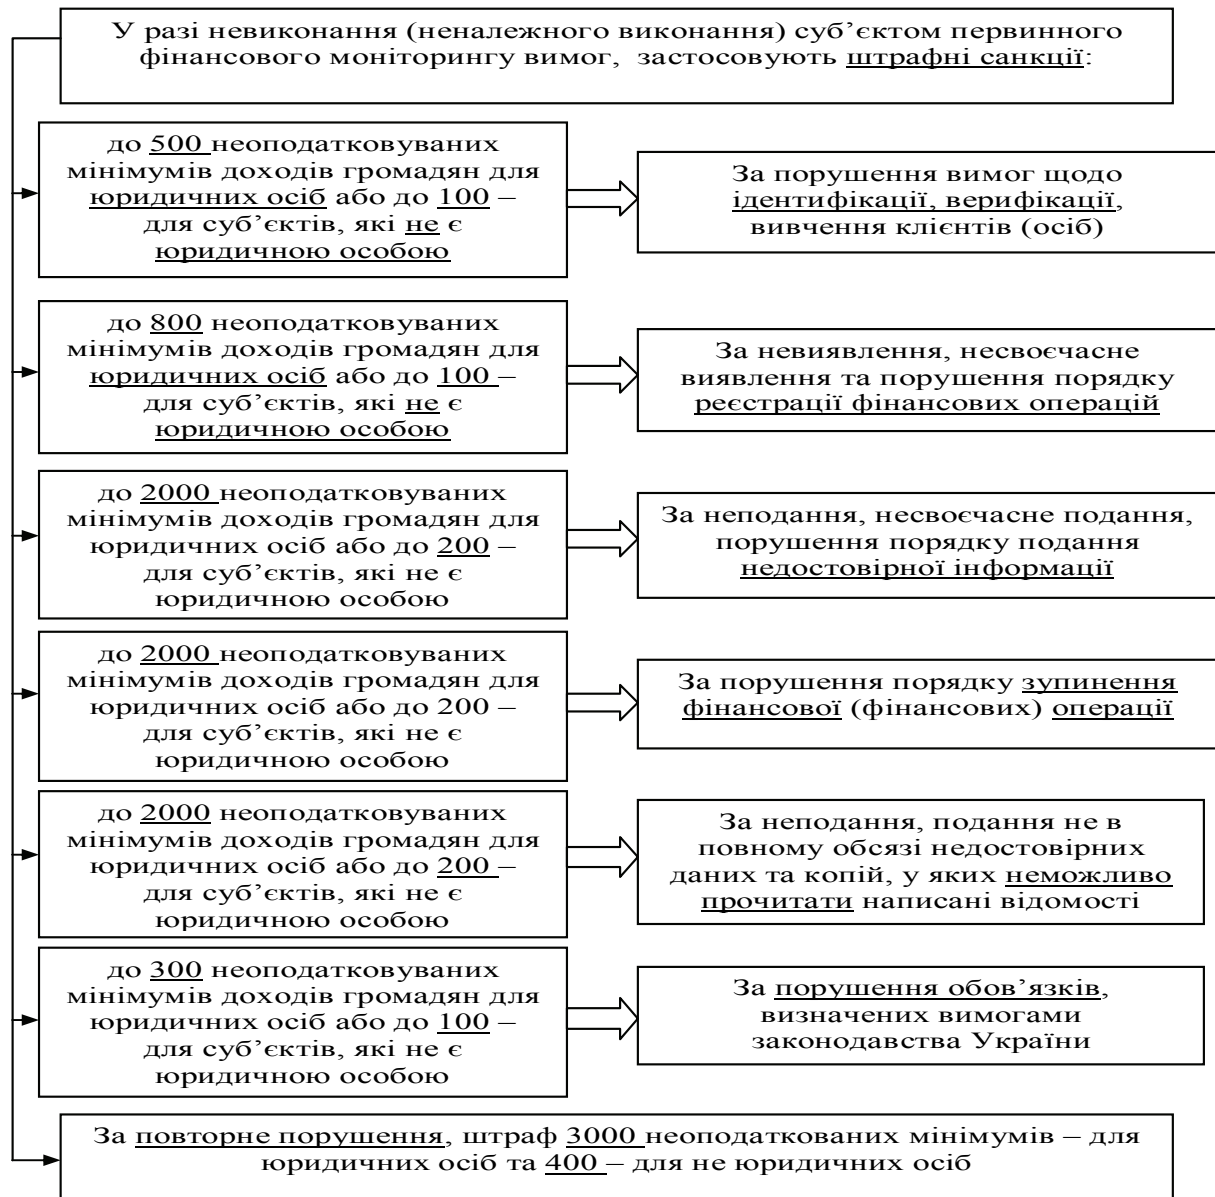 У разі невиконання (неналежного виконання) суб’єктом первинного
фінансового моніторингу вимог,  застосовують штрафні санкції:
до 500 неоподатковуваних
мінімумів доходів громадян для
юридичних осіб або до 100 –
для суб’єктів, які не є
юридичною особою
За порушення вимог щодо
ідентифікації, верифікації,
вивчення клієнтів (осіб)
до 800 неоподатковуваних
мінімумів доходів громадян для
юридичних осіб або до 100 –
для суб’єктів, які не є
юридичною особою
За невиявлення, несвоєчасне
виявлення та порушення порядку
реєстрації фінансових операцій
до 2000 неоподатковуваних
мінімумів доходів громадян для
юридичних осіб або до 200 –
для суб’єктів, які не є
юридичною особою
За неподання, несвоєчасне подання,
порушення порядку подання
недостовірної інформації
до 2000 неоподатковуваних
мінімумів доходів громадян для
юридичних осіб або до 200 –
для суб’єктів, які не є
юридичною особою
За порушення порядку зупинення
фінансової (фінансових) операції
до 2000 неоподатковуваних
мінімумів доходів громадян для
юридичних осіб або до 200 –
для суб’єктів, які не є
юридичною особою
За неподання, подання не в
повному обсязі недостовірних
даних та копій, у яких неможливо
прочитати написані відомості
до 300 неоподатковуваних
мінімумів доходів громадян для
юридичних осіб або до 100 –
для суб’єктів, які не є
юридичною особою
За порушення обов’язків,
визначених вимогами
законодавства України
За повторне порушення, штраф 3000 неоподаткованих мінімумів – для
юридичних осіб та 400 – для не юридичних осіб